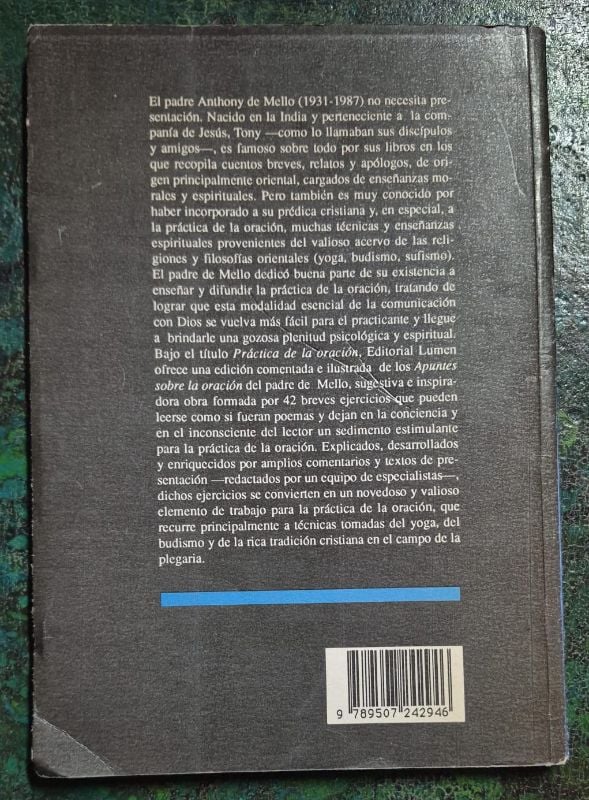 El padre Anthony de Mello (1931-1987) no necesita pre-
sentación. Nacido en la India y perteneciente a la com-
panía de Jesús, Tony —como lo llamaban sus discípulos
y amigos—, es famoso sobre todo por sus libros en los
que recopila cuentos breves, relatos y apólogos, de ori-
gen principalmente oriental, cargados de enseñanzas mo-
rales y espirituales. Pero también es muy conocido por
haber incorporado a su prédica cristiana y, en especial, a
la práctica de la oración, muchas técnicas y enseñanzas
espirituales provenientes del valioso acervo de las reli-
giones y filosofías orientales (yoga, budismo, sufismo).
El padre de Mello dedicó buena parte de su existencia a
enseñar y difundir la práctica de la oración, tratando de
lograr que esta modalidad esencial de la comunicación
con Dios se vuelva más fácil para el practicante y llegue
a brindarle una gozosa plenitud psicológica y espiritual.
Bajo el título Práctica de la oración, Editorial Lumen
ofrece una edición comentada e ilustrada de los Apuntes
sobre la oración del padre de Mello, sugestiva e inspira-
dora obra formada por 42 breves ejercicios que pueden
leerse como si fueran poemas y dejan en la conciencia y
en el inconsciente del lector un sedimento estimulante
para la práctica de la oración. Explicados, desarrollados
y enriquecidos por amplios comentarios y textos de pre-
sentación —redactados por un equipo de especialistas—,
dichos ejercicios se convierten en un novedoso y valioso
elemento de trabajo para la práctica de la oración, que
recurre principalmente a técnicas tomadas del yoga, del
budismo y de la rica tradición cristiana en el campo de la
plegaria.
9 789507 242946